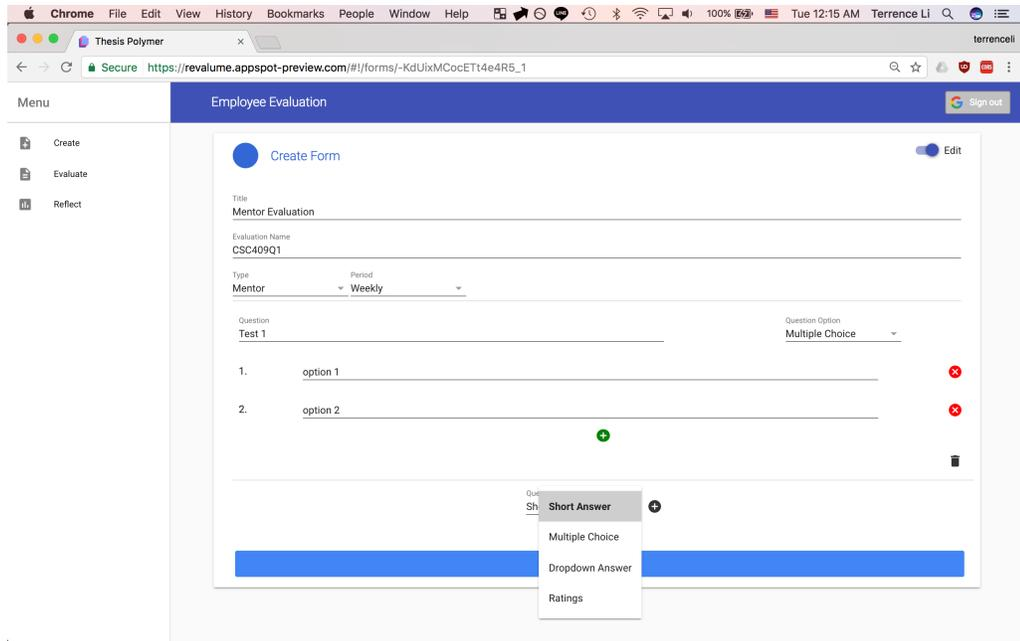 Chrome File Edit View History Bookmarks People Window Help LINE 100% Tue 12:15 AM Terrence Li
Thesis Polymer terrenceli
Secure https://revalume.appspot-preview.com/#!/forms/-KdUixMCocETt4e4R5_1
Menu Employee Evaluation Sign out
Create
Evaluate
Reflect
Create Form Edit
Title
Mentor Evaluation
Evaluation Name
CSC409Q1
Type Period
Mentor Weekly
Question Question Option
Test 1 Multiple Choice
1. option 1
2. option 2
Que
Sh Short Answer
Multiple Choice
Dropdown Answer
Ratings